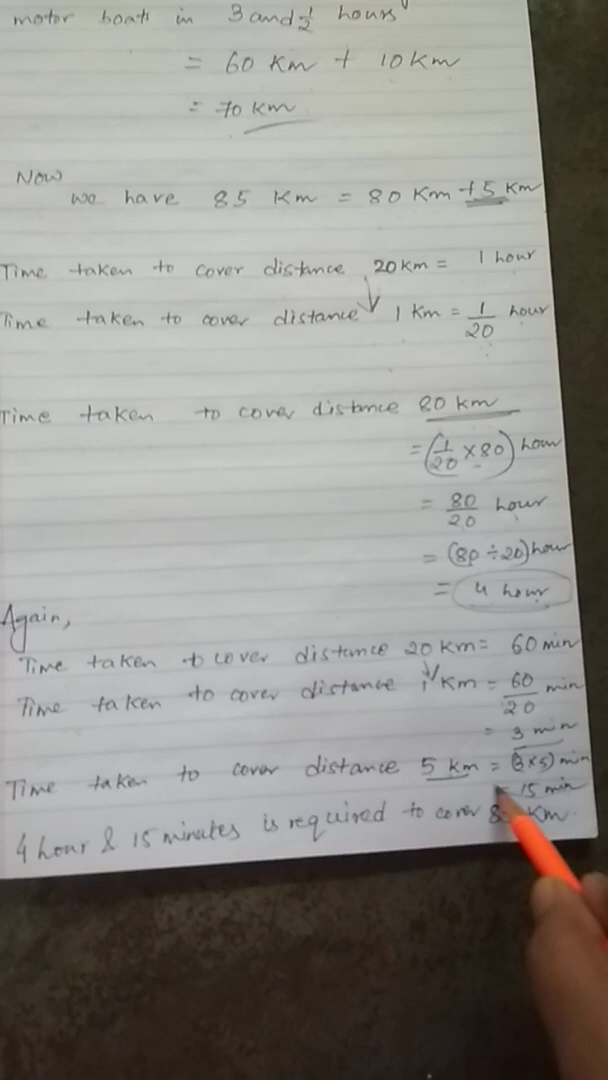 motor boats in 3 and 1/2 hours
= 60 Km + 10 Km
= 70 Km
Now
we have 85 Km = 80 Km + 5 Km
Time taken to cover distance 20 km = 1 hour
Time taken to cover distance 1 Km = 1/20 hour
Time taken to cover distance 80 km
= (1/20 × 80) hour
= 80/20 hour
= (80 ÷ 20) hour
= 4 hour
Again,
Time taken to cover distance 20 km = 60 min
Time taken to cover distance 1 Km = 60/20 min
= 3 min
Time taken to cover distance 5 km = (3×5) min
= 15 min
4 hour & 15 minutes is required to cover 8 Km.